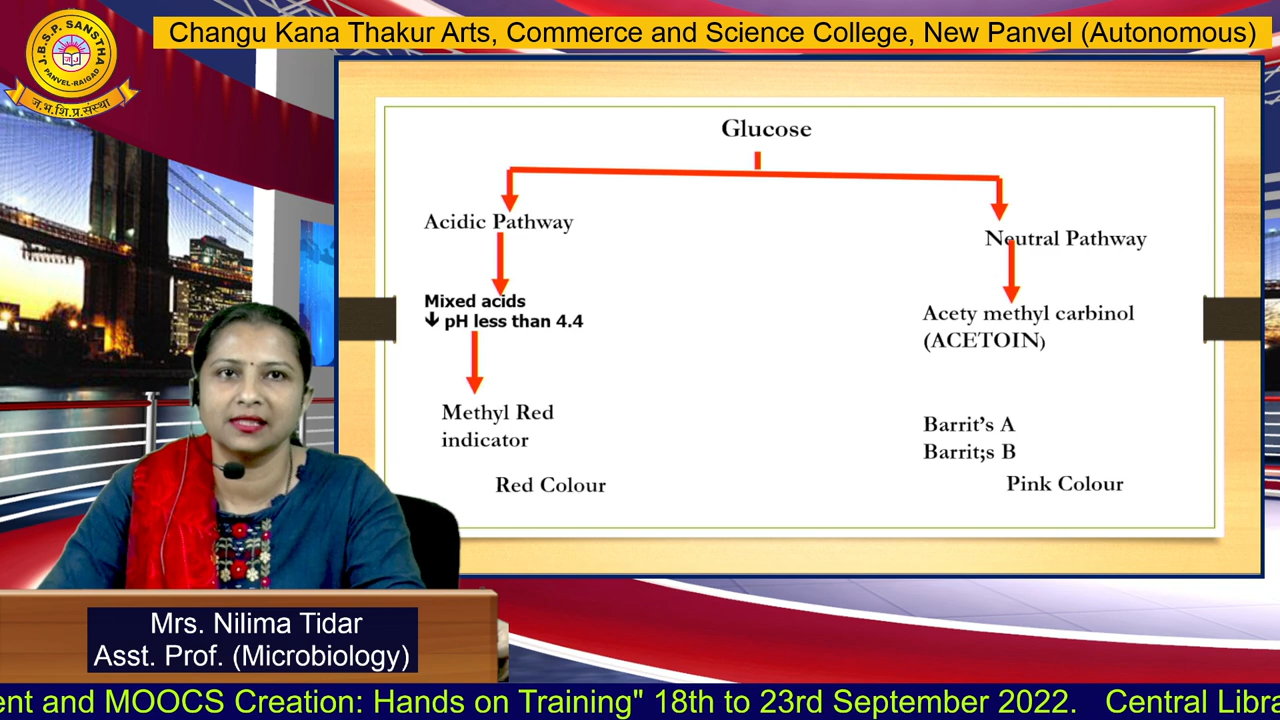 J.B.S.P. SANSTHA
PANVEL-RAIGAD
ज.भ.शि.प्र.संस्था
Changu Kana Thakur Arts, Commerce and Science College, New Panvel (Autonomous)
Glucose
Acidic Pathway
Neutral Pathway
Mixed acids
pH less than 4.4
Acety methyl carbinol
(ACETOIN)
Methyl Red
indicator
Barrit's A
Barrit;s B
Red Colour
Pink Colour
Mrs. Nilima Tidar
Asst. Prof. (Microbiology)
and MOOCS Creation: Hands on Training" 18th to 23rd September 2022. Central